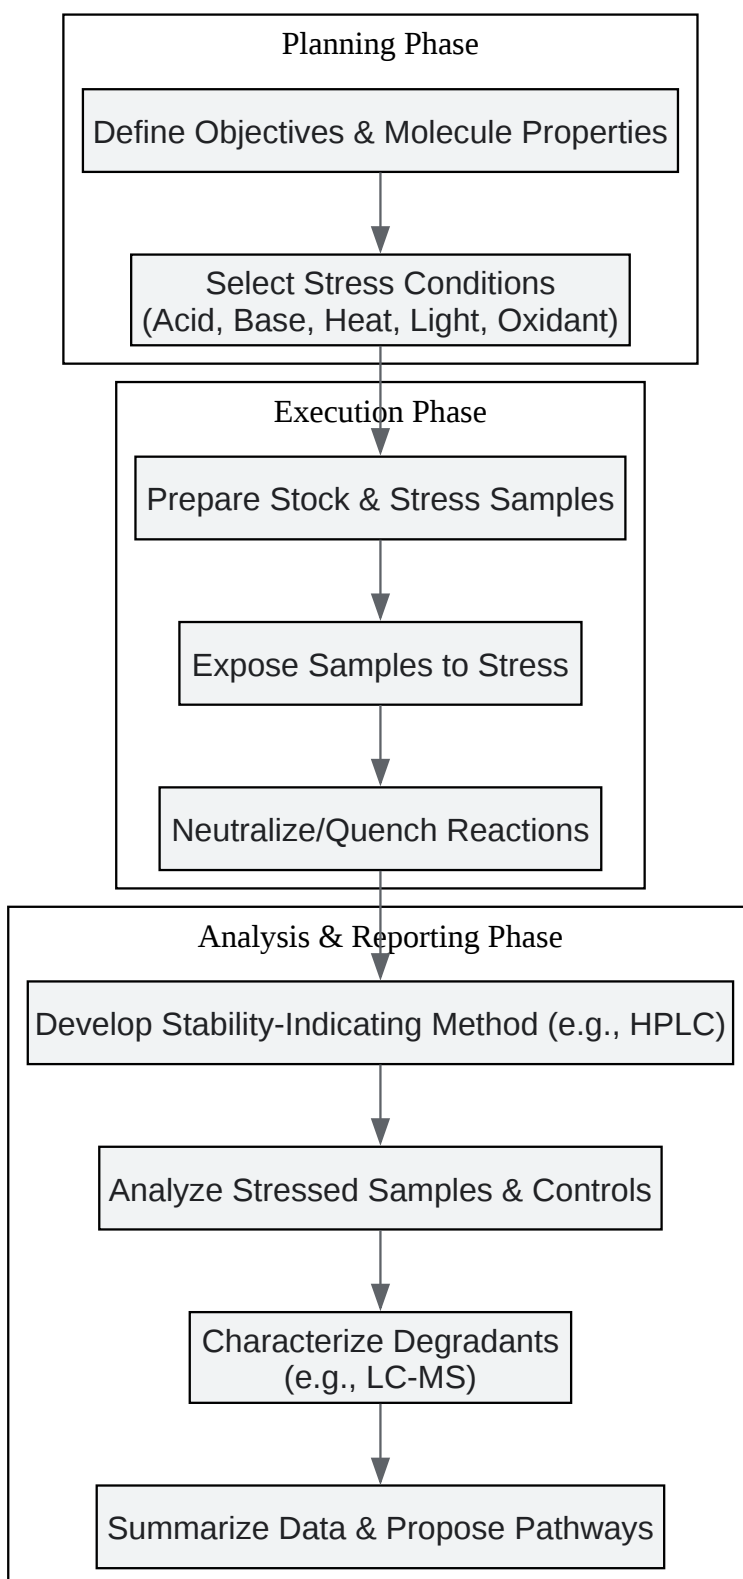 Planning Phase
Define Objectives & Molecule Properties
Select Stress Conditions
(Acid, Base, Heat, Light, Oxidant)
Execution Phase
Prepare Stock & Stress Samples
Expose Samples to Stress
Neutralize/Quench Reactions
Analysis & Reporting Phase
Develop Stability-Indicating Method (e.g., HPLC)
Analyze Stressed Samples & Controls
Characterize Degradants
(e.g., LC-MS)
Summarize Data & Propose Pathways